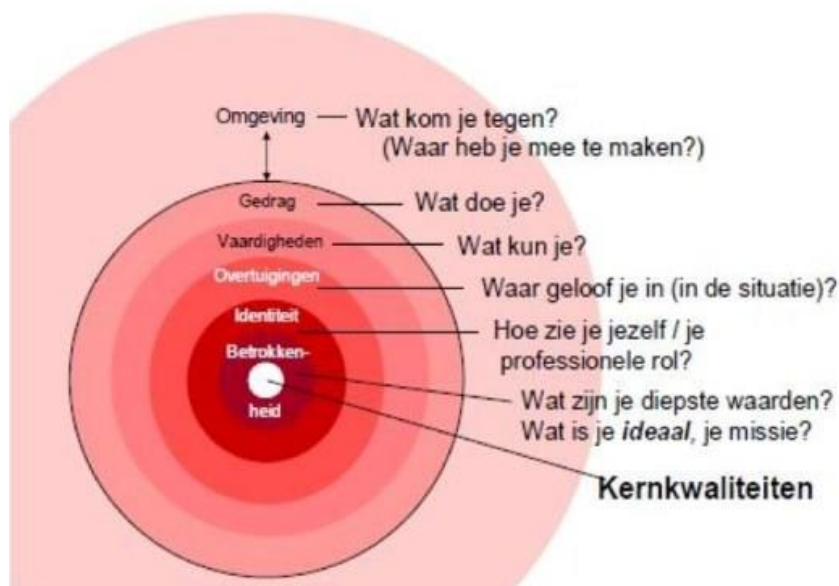 Omgeving
Wat kom je tegen?
(Waar heb je mee te maken?)
Gedrag
Wat doe je?
Vaardigheden
Wat kun je?
Overtuigingen
Waar geloof je in (in de situatie)?
Identiteit
Hoe zie je jezelf / je
professionele rol?
Betrokken-
heid
Wat zijn je diepste waarden?
Wat is je ideaal, je missie?
Kernkwaliteiten